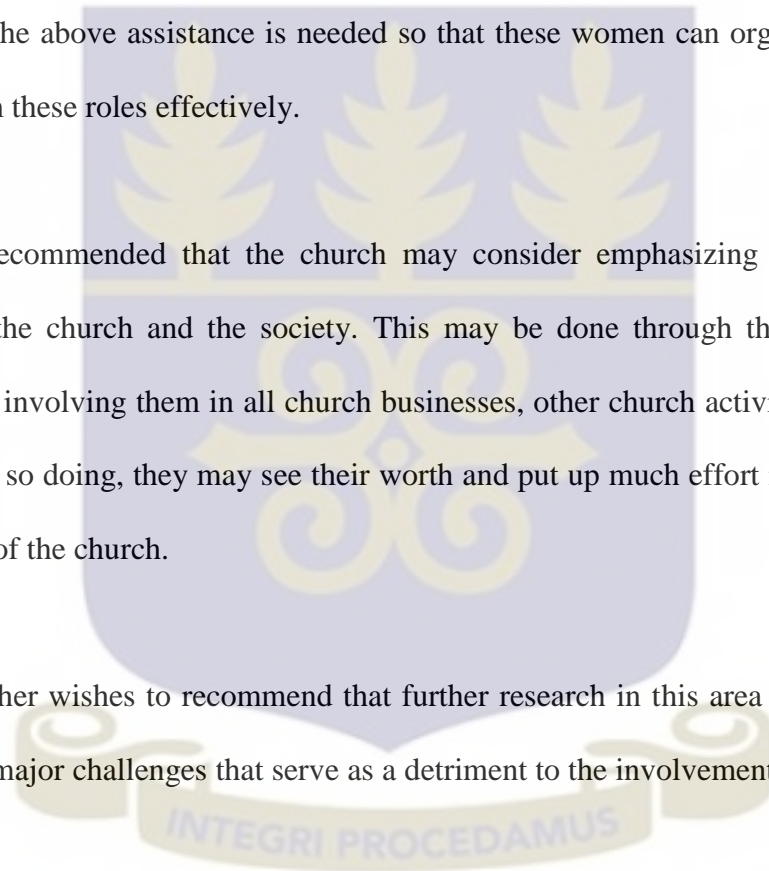 he above assistance is needed so that these women can org
these roles effectively.
ecommended that the church may consider emphasizing
the church and the society. This may be done through th
involving them in all church businesses, other church activi
so doing, they may see their worth and put up much effort
of the church.
her wishes to recommend that further research in this area
major challenges that serve as a detriment to the involvement
INTEGRI PROCEDAMUS